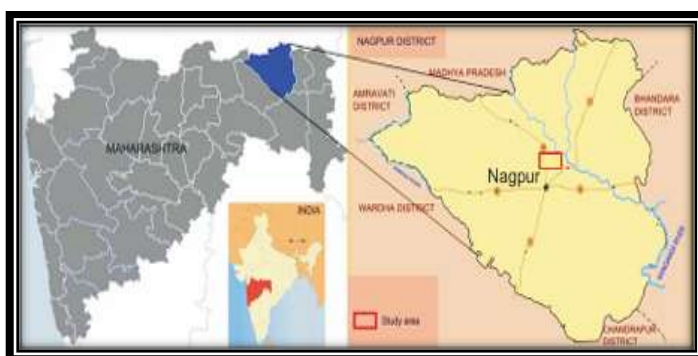 MAHARASHTRA
INDIA
NAGPUR DISTRICT
MADHYA PRADESH
AMRAVATI
DISTRICT
BHANDARA
DISTRICT
Nagpur
WARDHA DISTRICT
Study area
CHANDRAPUR
DISTRICT